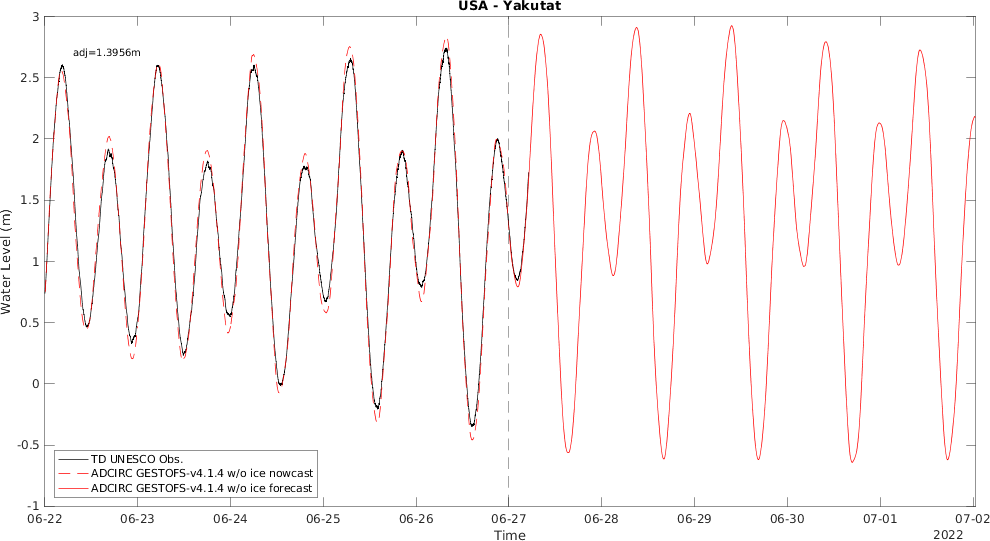 USA - Yakutat
adj=1.3956m
3
2.5
2
1.5
1
0.5
0
-0.5
-1
Water Level (m)
TD UNESCO Obs.
ADCIRC GESTOFS-v4.1.4 w/o ice nowcast
ADCIRC GESTOFS-v4.1.4 w/o ice forecast
06-22 06-23 06-24 06-25 06-26 06-27 06-28 06-29 06-30 07-01 07-02
Time
2022